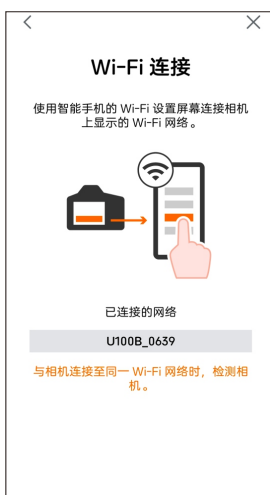 Wi-Fi 连接
使用智能手机的 Wi-Fi 设置屏幕连接相机
上显示的 Wi-Fi 网络。
已连接的网络
U100B_0639
与相机连接至同一 Wi-Fi 网络时，检测相
机。